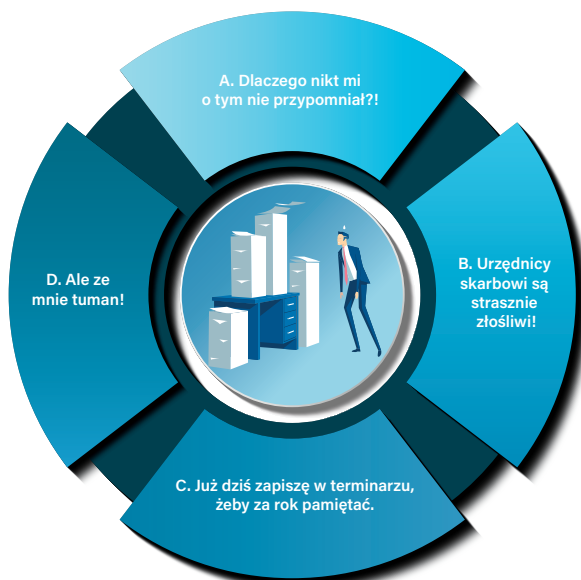 A. Dlaczego nikt mi
o tym nie przypomniał?!
B. Urzędnicy
skarbowi są
strasznie
złośliwi!
C. Już dziś zapiszę w terminarzu,
żeby za rok pamiętać.
D. Ale ze
mnie tuman!